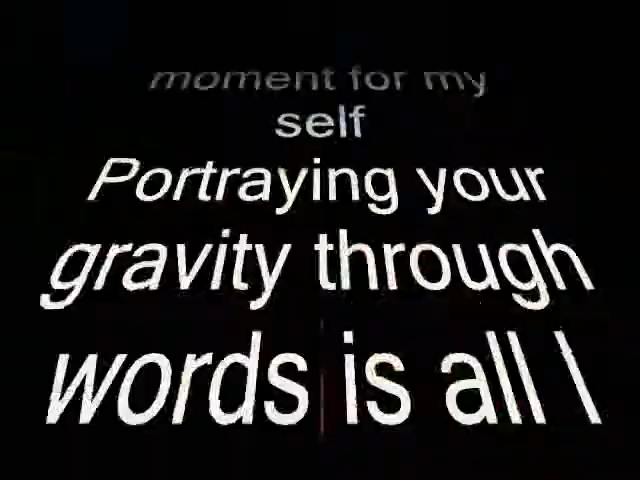 moment for my
self
Portraying your
gravity through
words is all I